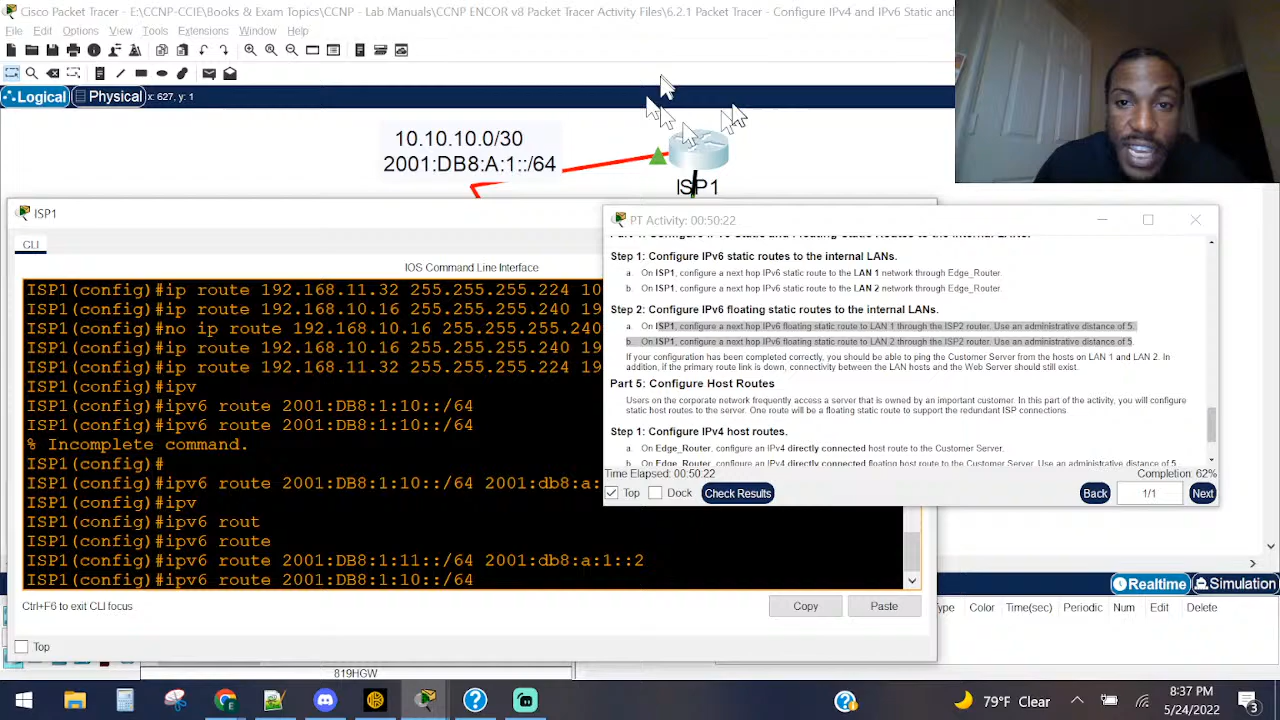 Cisco Packet Tracer - E:\CCNP-CCIE\Books & Exam Topics\CCNP - Lab Manuals\CCNP ENCOR v8 Packet Tracer Activity Files\6.2.1 Packet Tracer - Configure IPv4 and IPv6 Static and
File Edit Options View Tools Extensions Window Help
Logical Physical x: 627, y: 1
10.10.10.0/30
2001:DB8:A:1::/64
ISP1
ISP1
CLI
IOS Command Line Interface
ISP1(config)#ip route 192.168.11.32 255.255.255.224 10
ISP1(config)#ip route 192.168.10.16 255.255.255.240 19
ISP1(config)#no ip route 192.168.10.16 255.255.255.240
ISP1(config)#ip route 192.168.10.16 255.255.255.240 19
ISP1(config)#ip route 192.168.11.32 255.255.255.224 19
ISP1(config)#ipv
ISP1(config)#ipv6 route 2001:DB8:1:10::/64
ISP1(config)#ipv6 route 2001:DB8:1:10::/64
% Incomplete command.
ISP1(config)#
ISP1(config)#ipv6 route 2001:DB8:1:10::/64 2001:db8:a:
ISP1(config)#ipv
ISP1(config)#ipv6 rout
ISP1(config)#ipv6 route
ISP1(config)#ipv6 route 2001:DB8:1:11::/64 2001:db8:a:1::2
ISP1(config)#ipv6 route 2001:DB8:1:10::/64
Ctrl+F6 to exit CLI focus
Copy Paste
Top
PT Activity: 00:50:22
Step 1: Configure IPv6 static routes to the internal LANs.
a. On ISP1, configure a next hop IPv6 static route to the LAN 1 network through Edge_Router.
b. On ISP1, configure a next hop IPv6 static route to the LAN 2 network through Edge_Router.
Step 2: Configure IPv6 floating static routes to the internal LANs.
a. On ISP1, configure a next hop IPv6 floating static route to LAN 1 through the ISP2 router. Use an administrative distance of 5.
b. On ISP1, configure a next hop IPv6 floating static route to LAN 2 through the ISP2 router. Use an administrative distance of 5.
If your configuration has been completed correctly, you should be able to ping the Customer Server from the hosts on LAN 1 and LAN 2. In
addition, if the primary route link is down, connectivity between the LAN hosts and the Web Server should still exist.
Part 5: Configure Host Routes
Users on the corporate network frequently access a server that is owned by an important customer. In this part of the activity, you will configure
static host routes to the server. One route will be a floating static route to support the redundant ISP connections.
Step 1: Configure IPv4 host routes.
a. On Edge_Router, configure an IPv4 directly connected host route to the Customer Server.
b. On Edge_Router, configure an IPv4 directly connected floating host route to the Customer Server. Use an administrative distance of 5.
Time Elapsed: 00:50:22 Completion: 62%
Top Dock Check Results Back 1/1 Next
Realtime Simulation
Type Color Time(sec) Periodic Num Edit Delete
819HGW
79°F Clear
8:37 PM
5/24/2022
3